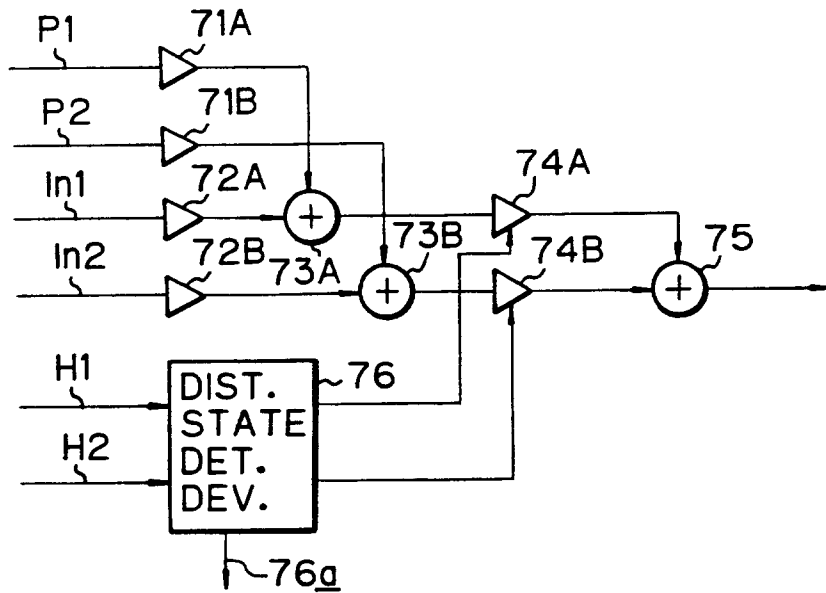 P1
71A
P2
71B
In1
72A
74A
In2
72B
73A
73B
74B
75
+
+
+
H1
H2
76
DIST.
STATE
DET.
DEV.
76a